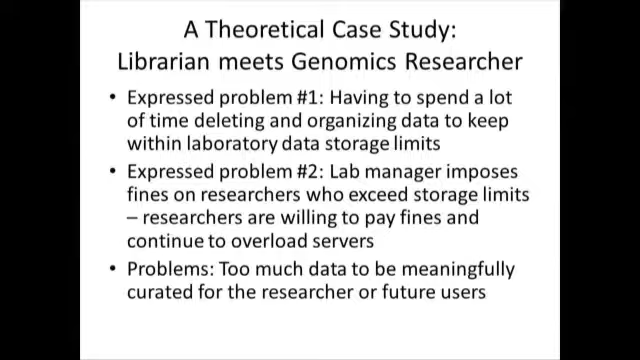 A Theoretical Case Study:
Librarian meets Genomics Researcher
• Expressed problem #1: Having to spend a lot
of time deleting and organizing data to keep
within laboratory data storage limits
• Expressed problem #2: Lab manager imposes
fines on researchers who exceed storage limits
– researchers are willing to pay fines and
continue to overload servers
• Problems: Too much data to be meaningfully
curated for the researcher or future users